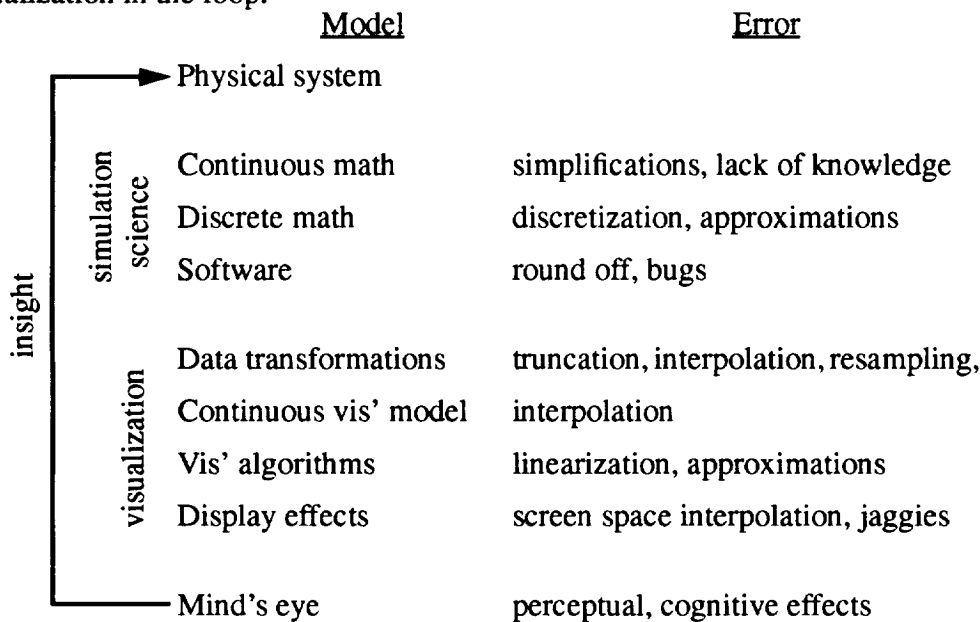 in the loop.
Model Error
Physical system
Continuous math simplifications, lack of knowledge
Discrete math discretization, approximations
Software round off, bugs
simulation
science
insight
Data transformations truncation, interpolation, resampling,
Continuous vis' model interpolation
Vis' algorithms linearization, approximations
Display effects screen space interpolation, jaggies
visualization
Mind's eye perceptual, cognitive effects